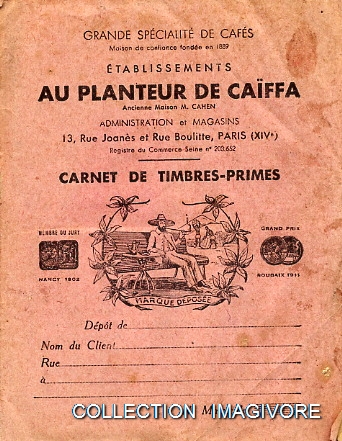 GRANDE SPÉCIALITÉ DE CAFÉS
Maison de confiance fondée en 1889
ÉTABLISSEMENTS
AU PLANTEUR DE CAÏFFA
Ancienne Maison M. CAHEN
ADMINISTRATION et MAGASINS
13, Rue Joanès et Rue Boulitte, PARIS (XIVe)
Registre du Commerce Seine n° 203.652
CARNET DE TIMBRES-PRIMES
MEMBRE DU JURY
NANCY 1902
GRAND PRIX
ROUBAIX 1911
MARQUE DÉPOSÉE
Dépôt de
Nom du Client
Rue
à
M
COLLECTION IMAGIVORE